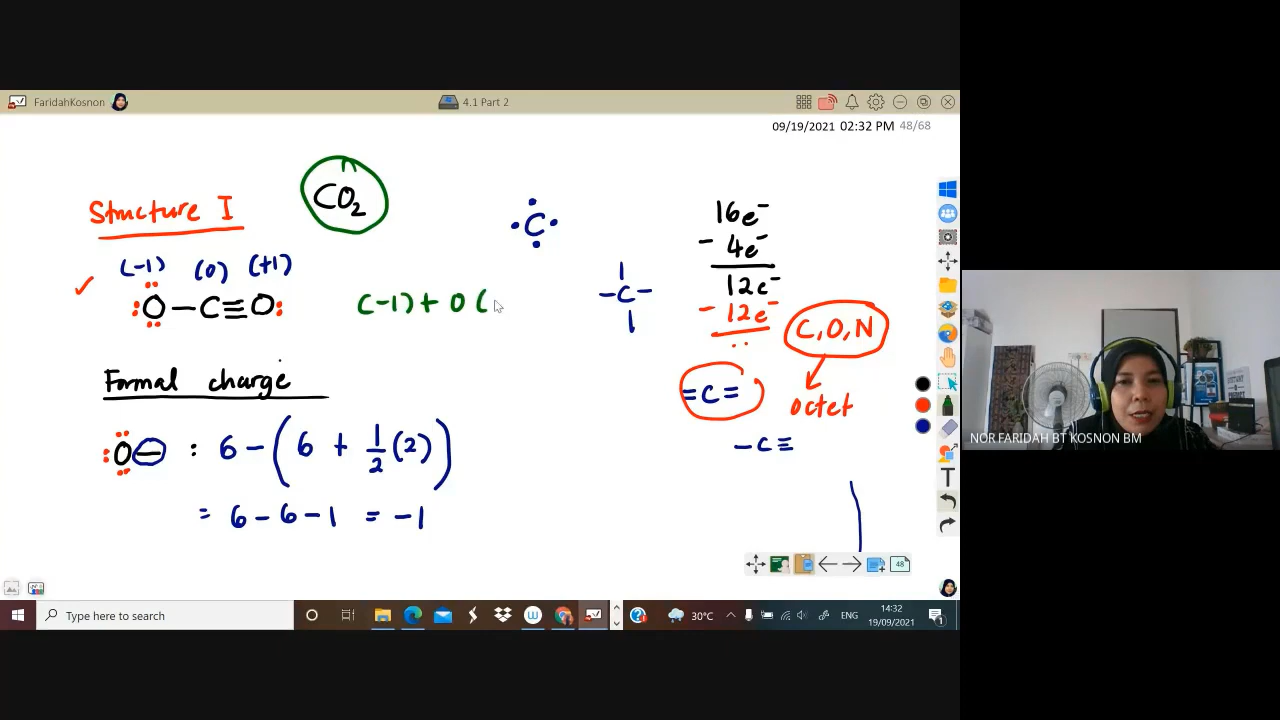 FaridahKosnon
4.1 Part 2
09/19/2021 02:32 PM 48/68
CO2
Structure I
(-1) (0) (+1)
O — C ≡ O
(-1) + 0 (
C
— C —
16e⁻
- 4e⁻
12e⁻
- 12e⁻
C, O, N
octet
= C =
— C ≡
Formal charge
O — : 6 - ( 6 + 1/2 (2) )
= 6 - 6 - 1 = -1
NOR FARIDAH BT KOSNON BM
T
48
Type here to search
30°C
ENG
14:32
19/09/2021